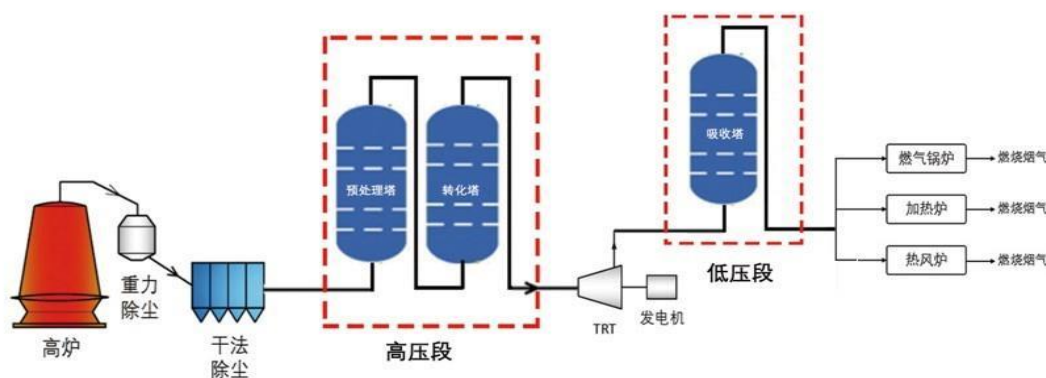 高炉
重力
除尘
干法
除尘
预处理塔
转化塔
高压段
TRT
发电机
吸收塔
低压段
燃气锅炉
燃烧烟气
加热炉
燃烧烟气
热风炉
燃烧烟气